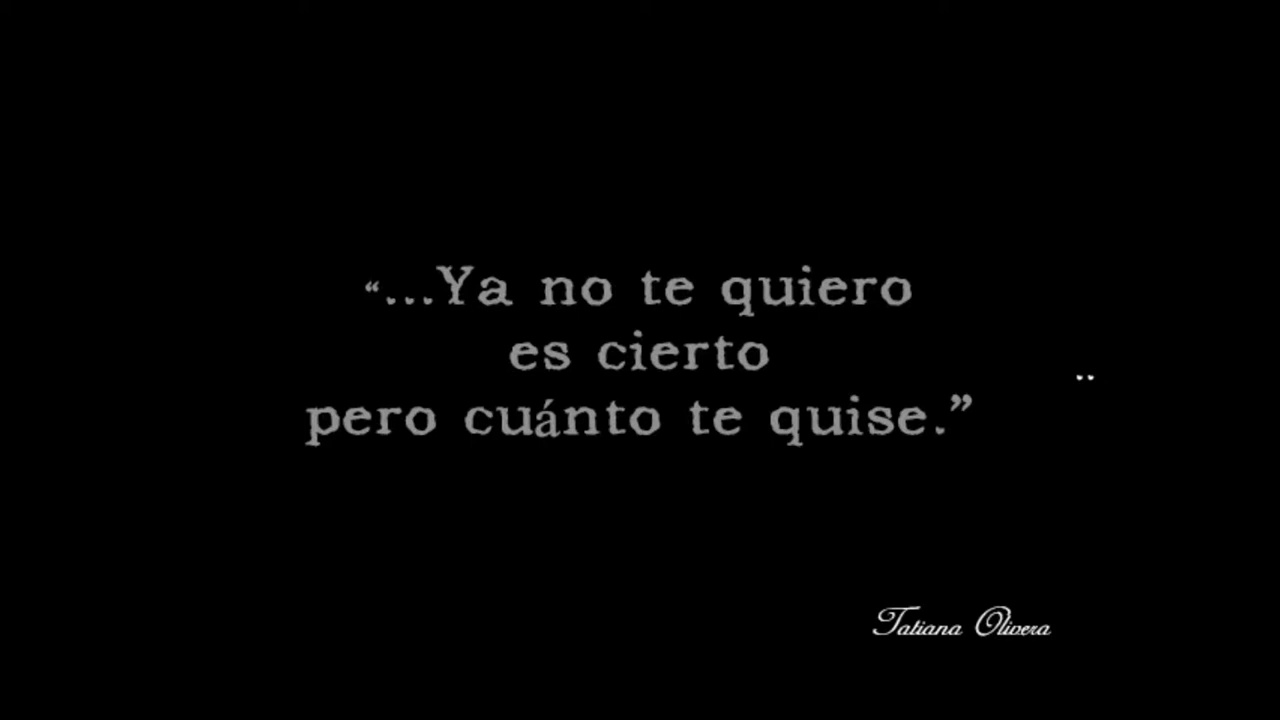 “...Ya no te quiero
es cierto
pero cuánto te quise.”
..
Tatiana Olivera